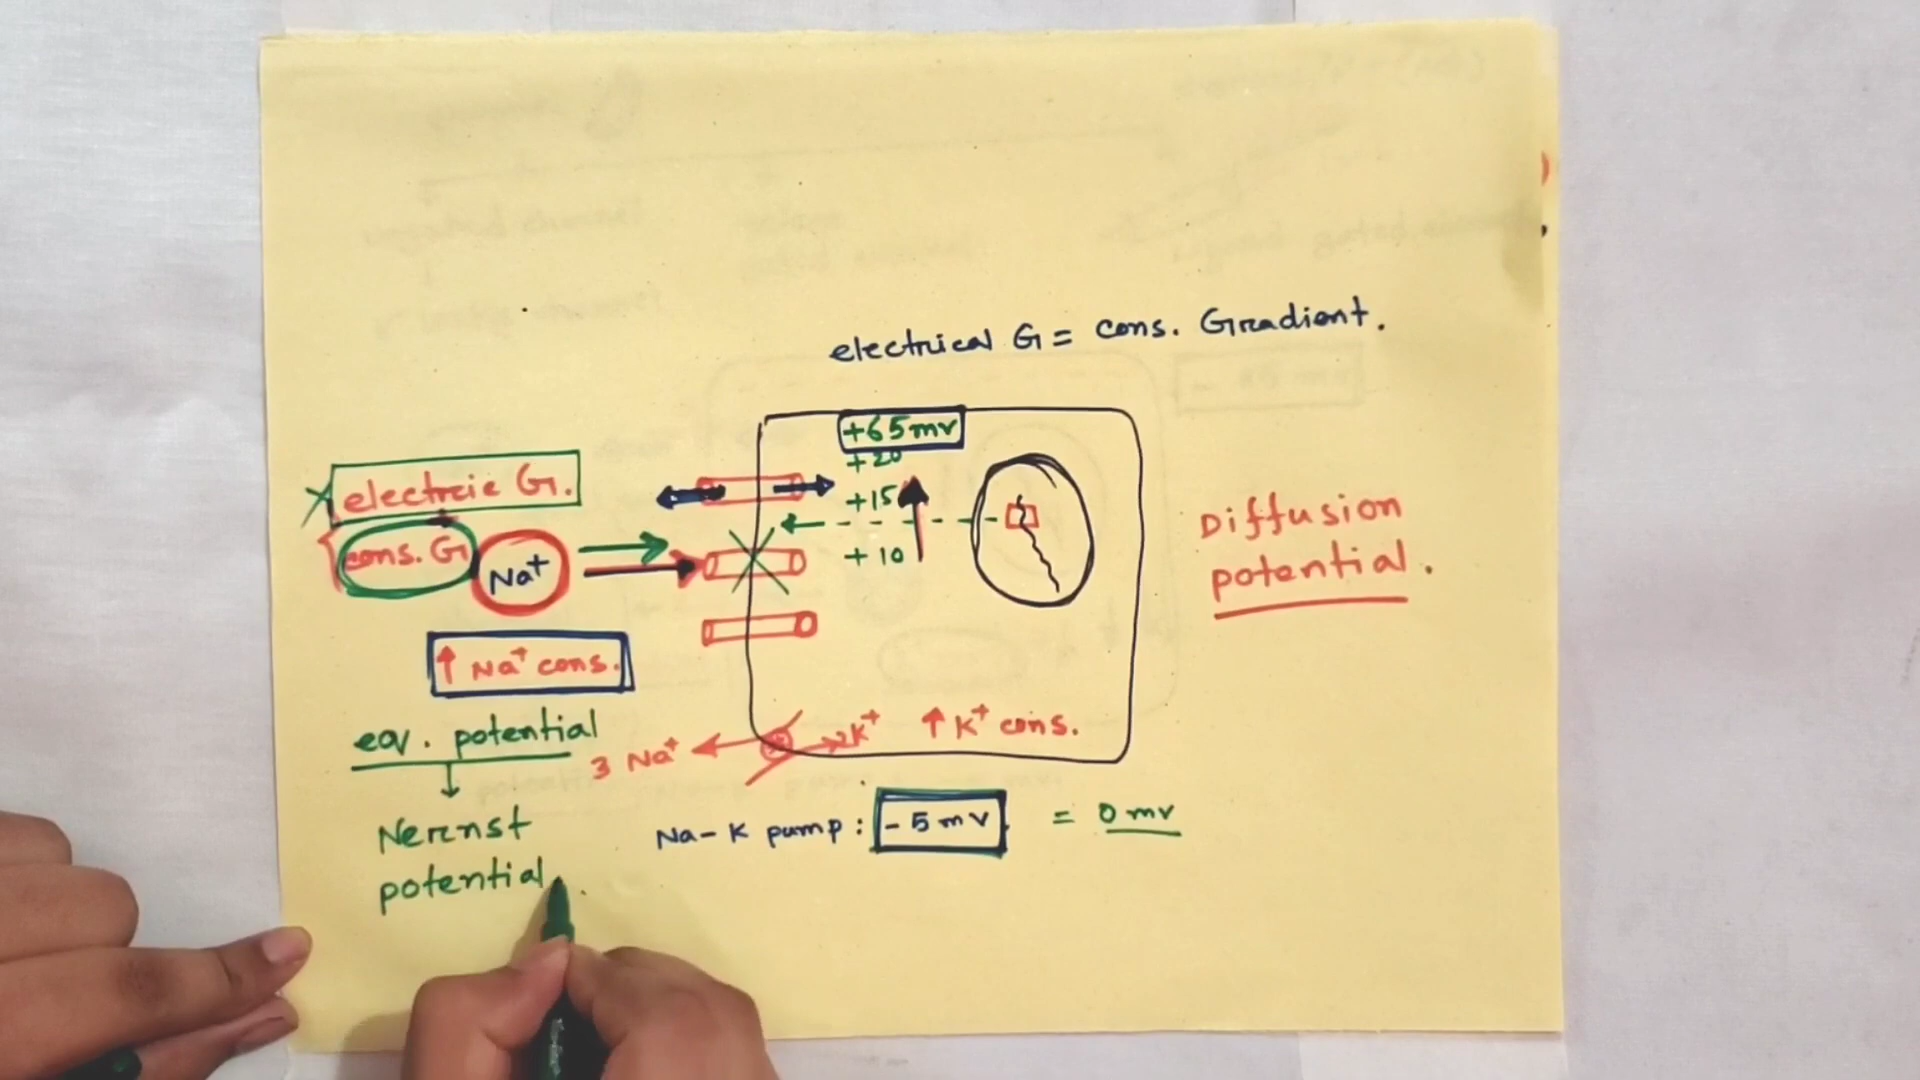 electrical G = cons. Gradient.
+65mv
+20
+15
+10
electric G.
cons. G
Na⁺
↑ Na⁺ cons.
Diffusion
potential.
eqv. potential
↓
Nernst
potential
3 Na⁺
2K⁺
↑ K⁺ cons.
Na-K pump: -5mv = 0mv